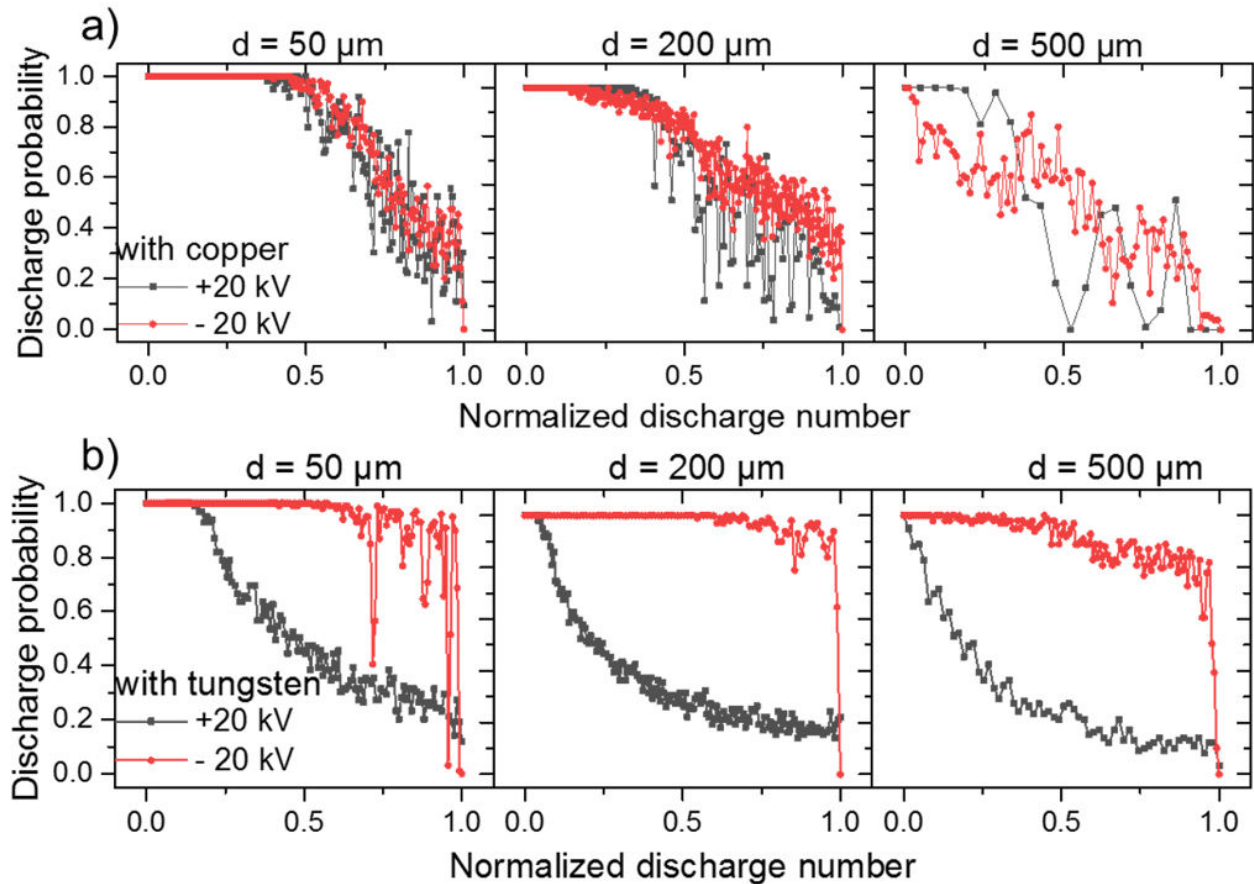 a)
d = 50 µm d = 200 µm d = 500 µm
Discharge probability
1.0
0.8
0.6
0.4
0.2
0.0
with copper
+20 kV
- 20 kV
0.0 0.5 1.0 0.0 0.5 1.0 0.0 0.5 1.0
Normalized discharge number
b)
d = 50 µm d = 200 µm d = 500 µm
Discharge probability
1.0
0.8
0.6
0.4
0.2
0.0
with tungsten
+20 kV
- 20 kV
0.0 0.5 1.0 0.0 0.5 1.0 0.0 0.5 1.0
Normalized discharge number